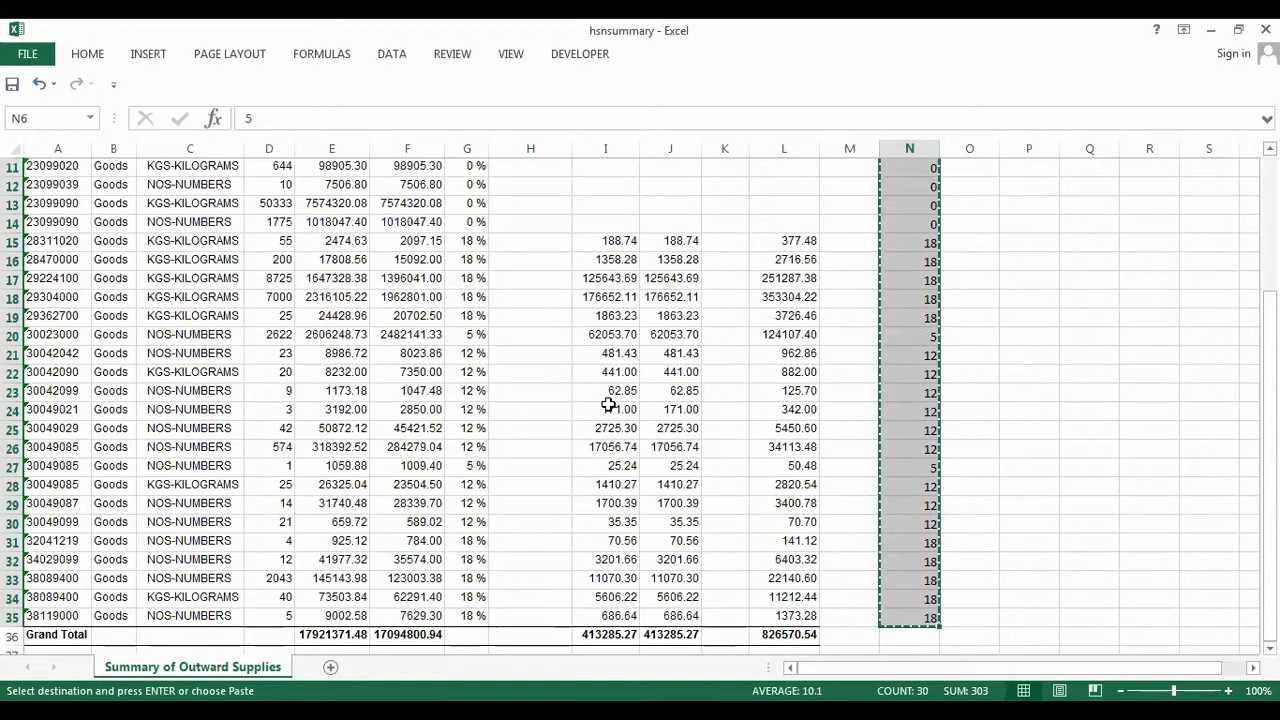 hsnsummary - Excel
?
FILE HOME INSERT PAGE LAYOUT FORMULAS DATA REVIEW VIEW DEVELOPER Sign in
N6 fx 5
A B C D E F G H I J K L M N O P Q R S
11 23099020 Goods KGS-KILOGRAMS 644 98905.30 98905.30 0 % 0
12 23099039 Goods NOS-NUMBERS 10 7506.80 7506.80 0 % 0
13 23099090 Goods KGS-KILOGRAMS 50333 7574320.08 7574320.08 0 % 0
14 23099090 Goods NOS-NUMBERS 1775 1018047.40 1018047.40 0 % 0
15 28311020 Goods KGS-KILOGRAMS 55 2474.63 2097.15 18 % 188.74 188.74 377.48 18
16 28470000 Goods KGS-KILOGRAMS 200 17808.56 15092.00 18 % 1358.28 1358.28 2716.56 18
17 29224100 Goods KGS-KILOGRAMS 8725 1647328.38 1396041.00 18 % 125643.69 125643.69 251287.38 18
18 29304000 Goods KGS-KILOGRAMS 7000 2316105.22 1962801.00 18 % 176652.11 176652.11 353304.22 18
19 29362700 Goods KGS-KILOGRAMS 25 24428.96 20702.50 18 % 1863.23 1863.23 3726.46 18
20 30023000 Goods NOS-NUMBERS 2622 2606248.73 2482141.33 5 % 62053.70 62053.70 124107.40 5
21 30042042 Goods NOS-NUMBERS 23 8986.72 8023.86 12 % 481.43 481.43 962.86 12
22 30042090 Goods KGS-KILOGRAMS 20 8232.00 7350.00 12 % 441.00 441.00 882.00 12
23 30042099 Goods NOS-NUMBERS 9 1173.18 1047.48 12 % 62.85 62.85 125.70 12
24 30049021 Goods NOS-NUMBERS 3 3192.00 2850.00 12 % 171.00 342.00 12
25 30049029 Goods NOS-NUMBERS 42 50872.12 45421.52 12 % 2725.30 2725.30 5450.60 12
26 30049085 Goods NOS-NUMBERS 574 318392.52 284279.04 12 % 17056.74 17056.74 34113.48 12
27 30049085 Goods NOS-NUMBERS 1 1059.88 1009.40 5 % 25.24 25.24 50.48 5
28 30049085 Goods KGS-KILOGRAMS 25 26325.04 23504.50 12 % 1410.27 1410.27 2820.54 12
29 30049087 Goods NOS-NUMBERS 14 31740.48 28339.70 12 % 1700.39 1700.39 3400.78 12
30 30049099 Goods NOS-NUMBERS 21 659.72 589.02 12 % 35.35 35.35 70.70 12
31 32041219 Goods NOS-NUMBERS 4 925.12 784.00 18 % 70.56 70.56 141.12 18
32 34029099 Goods NOS-NUMBERS 12 41977.32 35574.00 18 % 3201.66 3201.66 6403.32 18
33 38089400 Goods NOS-NUMBERS 2043 145143.98 123003.38 18 % 11070.30 11070.30 22140.60 18
34 38089400 Goods KGS-KILOGRAMS 40 73503.84 62291.40 18 % 5606.22 5606.22 11212.44 18
35 38119000 Goods NOS-NUMBERS 5 9002.58 7629.30 18 % 686.64 686.64 1373.28 18
36 Grand Total 17921371.48 17094800.94 413285.27 413285.27 826570.54
Summary of Outward Supplies
Select destination and press ENTER or choose Paste AVERAGE: 10.1 COUNT: 30 SUM: 303 100%